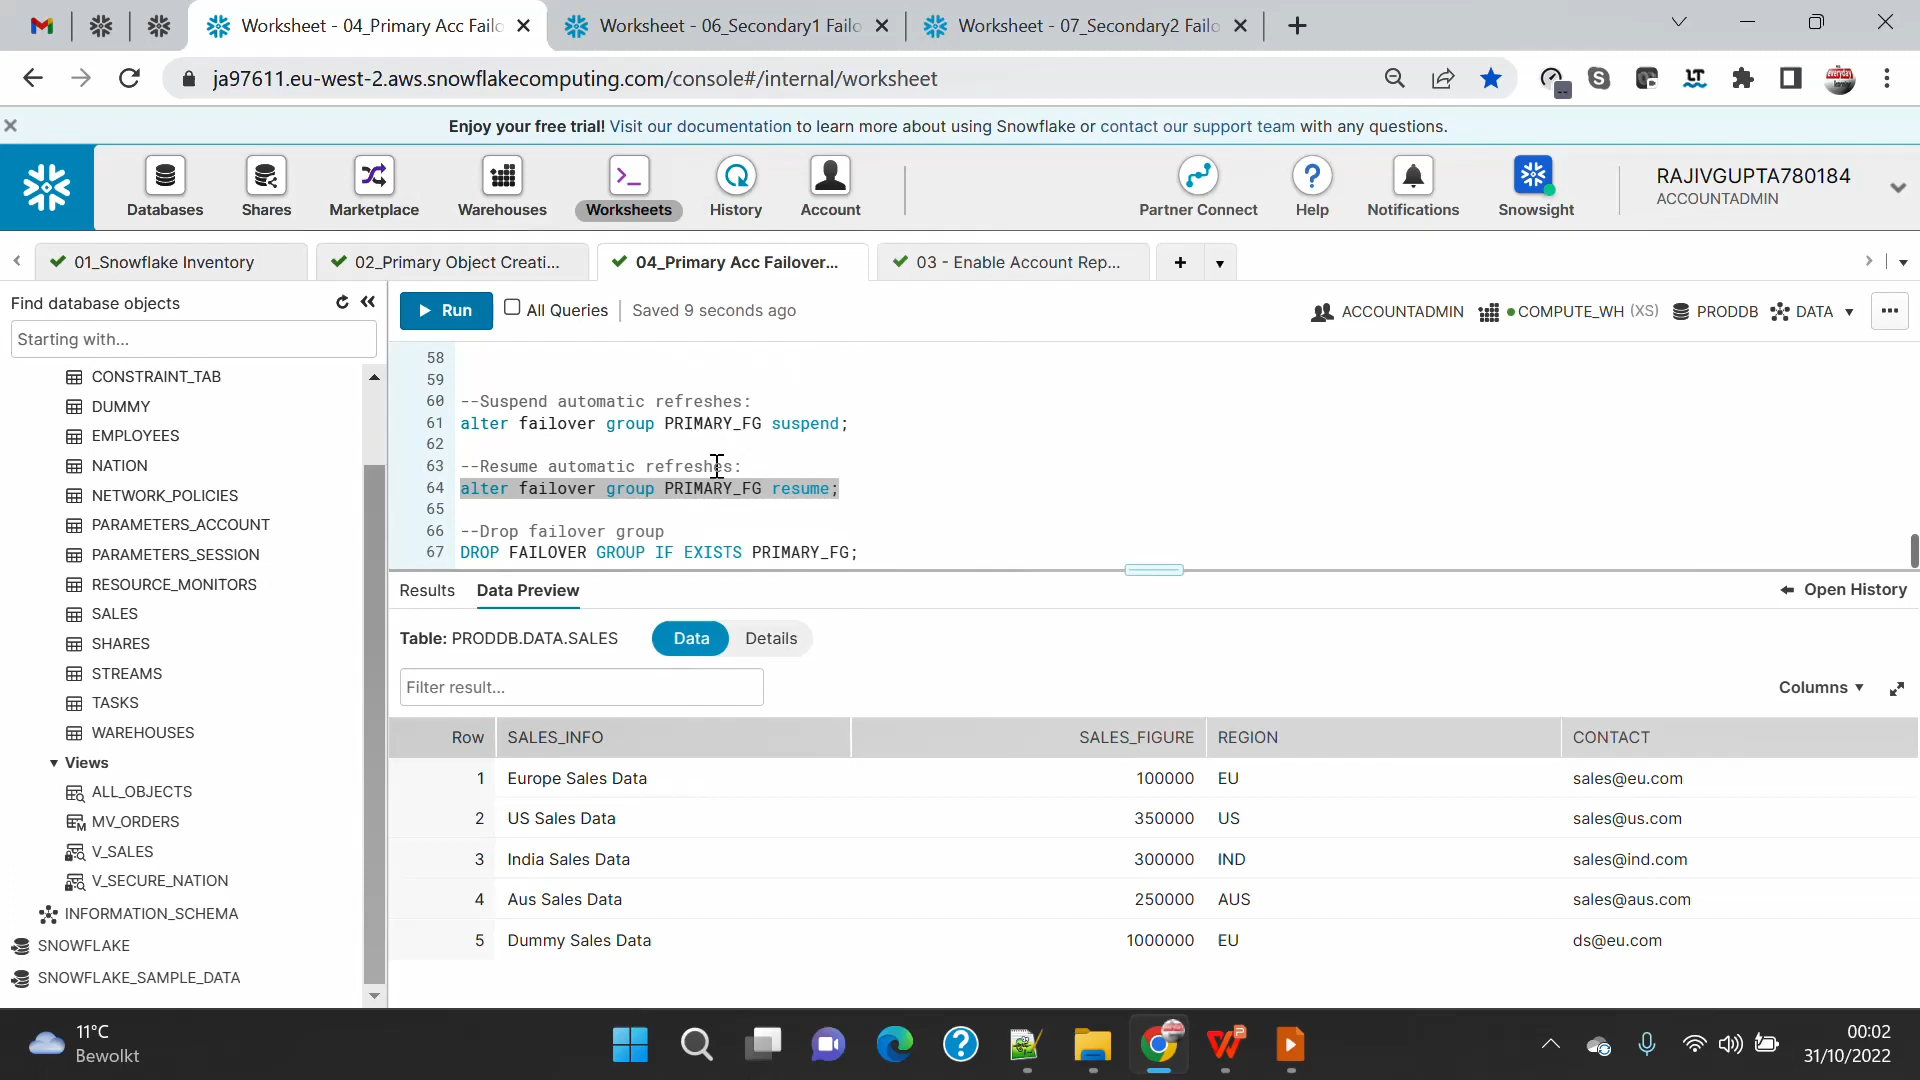 Worksheet - 04_Primary Acc Failo
Worksheet - 06_Secondary1 Failo
Worksheet - 07_Secondary2 Failo
ja97611.eu-west-2.aws.snowflakecomputing.com/console#/internal/worksheet
Enjoy your free trial! Visit our documentation to learn more about using Snowflake or contact our support team with any questions.
Databases
Shares
Marketplace
Warehouses
Worksheets
History
Account
Partner Connect
Help
Notifications
Snowsight
RAJIVGUPTA780184
ACCOUNTADMIN
01_Snowflake Inventory
02_Primary Object Creati...
04_Primary Acc Failover...
03 - Enable Account Rep...
Find database objects
Starting with...
CONSTRAINT_TAB
DUMMY
EMPLOYEES
NATION
NETWORK_POLICIES
PARAMETERS_ACCOUNT
PARAMETERS_SESSION
RESOURCE_MONITORS
SALES
SHARES
STREAMS
TASKS
WAREHOUSES
Views
ALL_OBJECTS
MV_ORDERS
V_SALES
V_SECURE_NATION
INFORMATION_SCHEMA
SNOWFLAKE
SNOWFLAKE_SAMPLE_DATA
Run
All Queries
Saved 9 seconds ago
ACCOUNTADMIN
COMPUTE_WH (XS)
PRODDB
DATA
58
59
60 --Suspend automatic refreshes:
61 alter failover group PRIMARY_FG suspend;
62
63 --Resume automatic refreshes:
64 alter failover group PRIMARY_FG resume;
65
66 --Drop failover group
67 DROP FAILOVER GROUP IF EXISTS PRIMARY_FG;
Results
Data Preview
Open History
Table: PRODDB.DATA.SALES
Data
Details
Filter result...
Columns
Row SALES_INFO SALES_FIGURE REGION CONTACT
1 Europe Sales Data 100000 EU sales@eu.com
2 US Sales Data 350000 US sales@us.com
3 India Sales Data 300000 IND sales@ind.com
4 Aus Sales Data 250000 AUS sales@aus.com
5 Dummy Sales Data 1000000 EU ds@eu.com
11°C
Bewolkt
00:02
31/10/2022